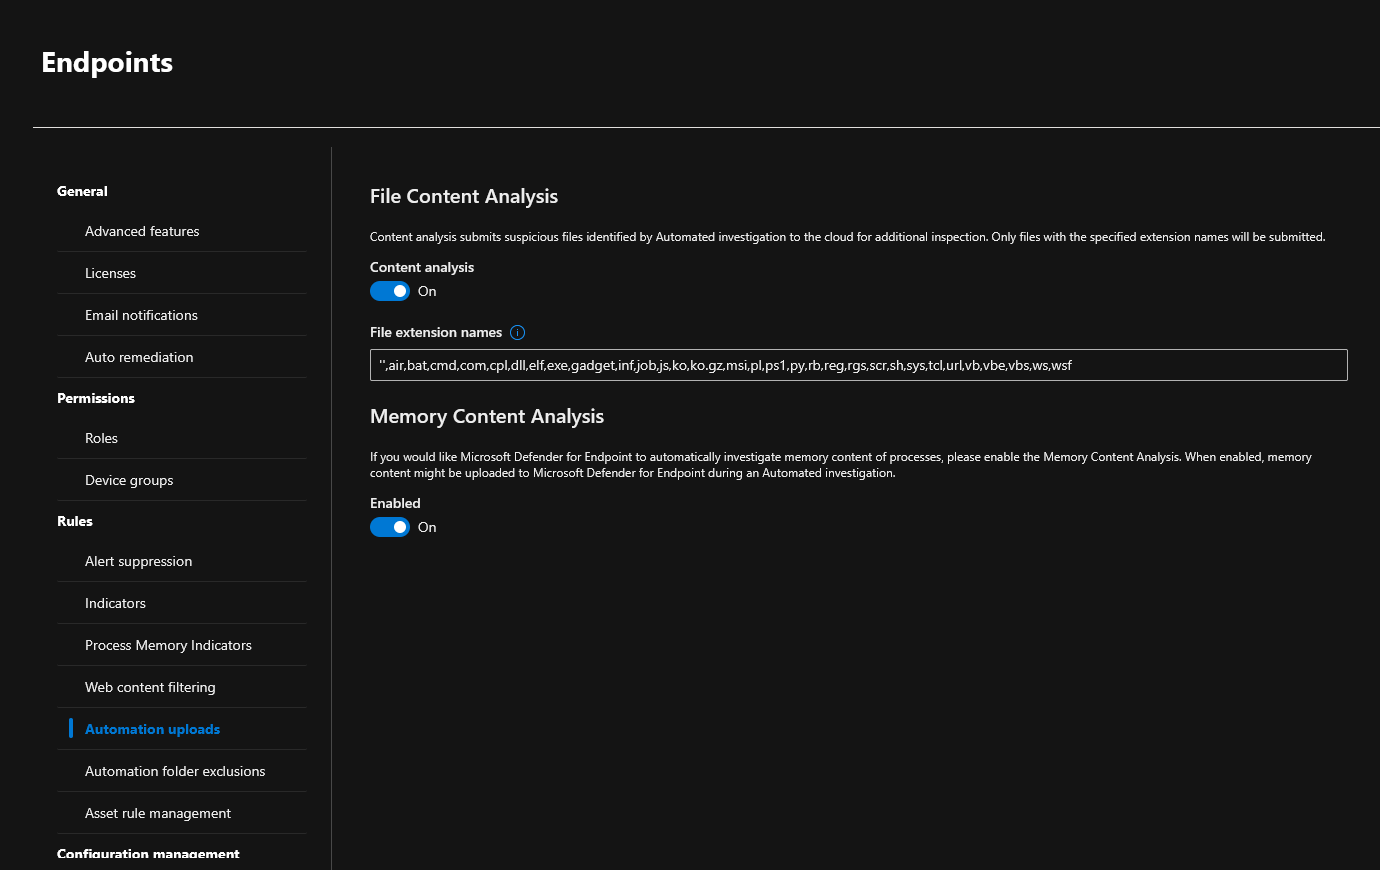 Endpoints
General
Advanced features
Licenses
Email notifications
Auto remediation
Permissions
Roles
Device groups
Rules
Alert suppression
Indicators
Process Memory Indicators
Web content filtering
Automation uploads
Automation folder exclusions
Asset rule management
Configuration management
File Content Analysis
Content analysis submits suspicious files identified by Automated investigation to the cloud for additional inspection. Only files with the specified extension names will be submitted.
Content analysis
On
File extension names
'',air,bat,cmd,com,cpl,dll,elf,exe,gadget,inf,job,js,ko,ko.gz,msi,pl,ps1,py,rb,reg,rgs,scr,sh,sys,tcl,url,vb,vbe,vbs,ws,wsf
Memory Content Analysis
If you would like Microsoft Defender for Endpoint to automatically investigate memory content of processes, please enable the Memory Content Analysis. When enabled, memory
content might be uploaded to Microsoft Defender for Endpoint during an Automated investigation.
Enabled
On